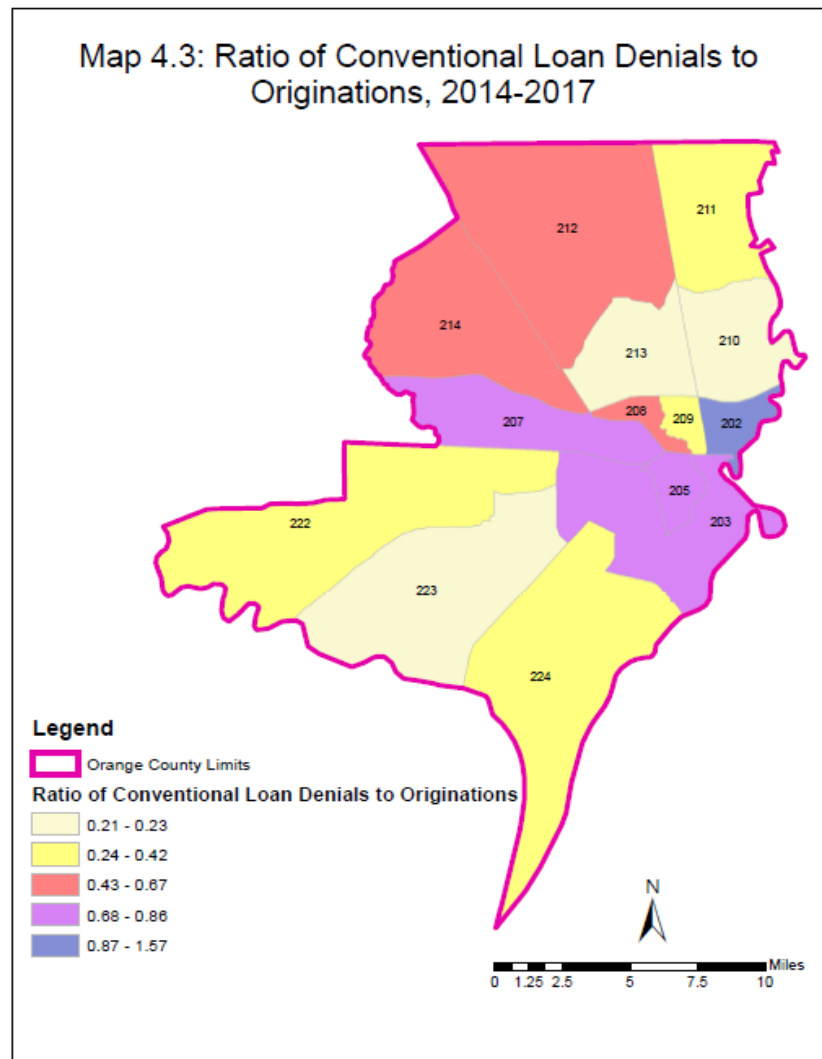 Map 4.3: Ratio of Conventional Loan Denials to
Originations, 2014-2017
211
212
214
213
210
208
209
202
207
205
203
222
223
224
Legend
Orange County Limits
Ratio of Conventional Loan Denials to Originations
0.21 - 0.23
0.24 - 0.42
0.43 - 0.67
0.68 - 0.86
0.87 - 1.57
N
Miles
0 1.25 2.5 5 7.5 10